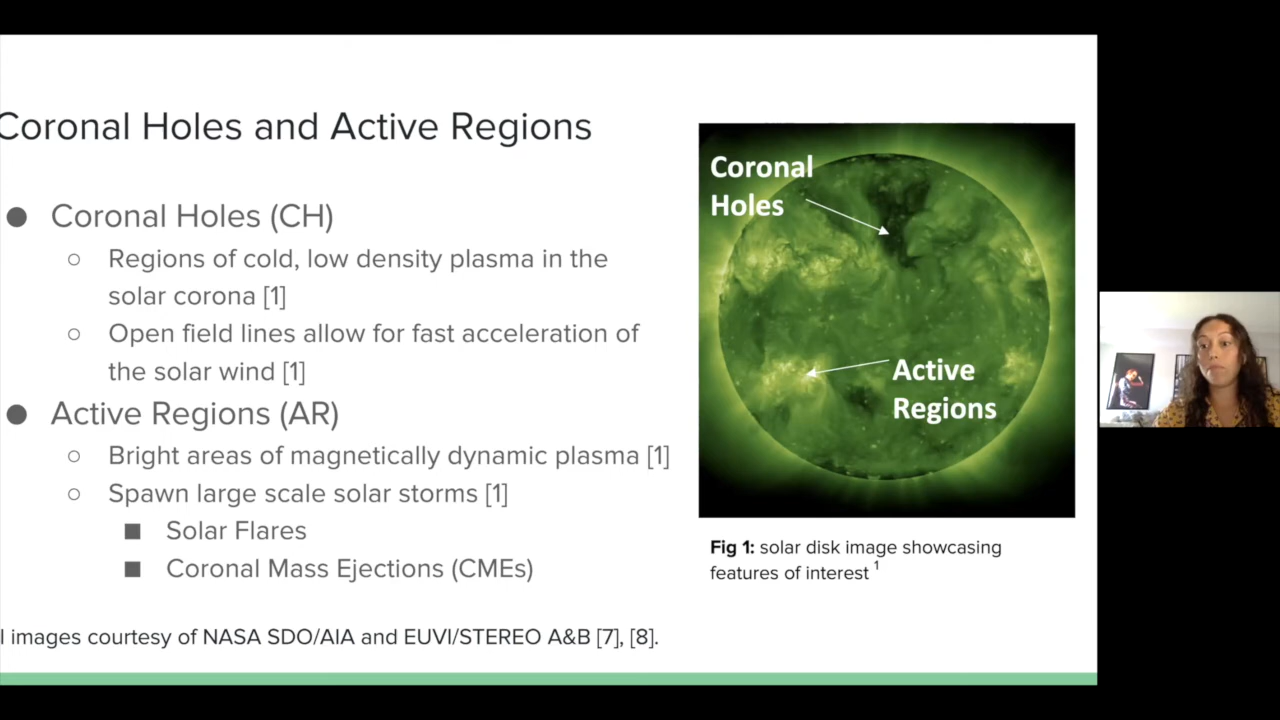 Coronal Holes and Active Regions
● Coronal Holes (CH)
○ Regions of cold, low density plasma in the
solar corona [1]
○ Open field lines allow for fast acceleration of
the solar wind [1]
● Active Regions (AR)
○ Bright areas of magnetically dynamic plasma [1]
○ Spawn large scale solar storms [1]
■ Solar Flares
■ Coronal Mass Ejections (CMEs)
l images courtesy of NASA SDO/AIA and EUVI/STEREO A&B [7], [8].
Coronal
Holes
Active
Regions
Fig 1: solar disk image showcasing
features of interest 1